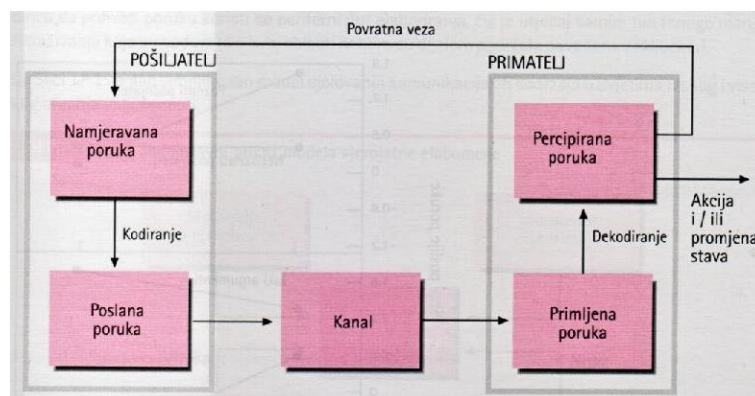 Povratna veza
POŠILJATELJ
PRIMATELJ
Namjeravana
poruka
Percipirana
poruka
Akcija
i / ili
promjena
stava
Kodiranje
Dekodiranje
Poslana
poruka
Kanal
Primljena
poruka